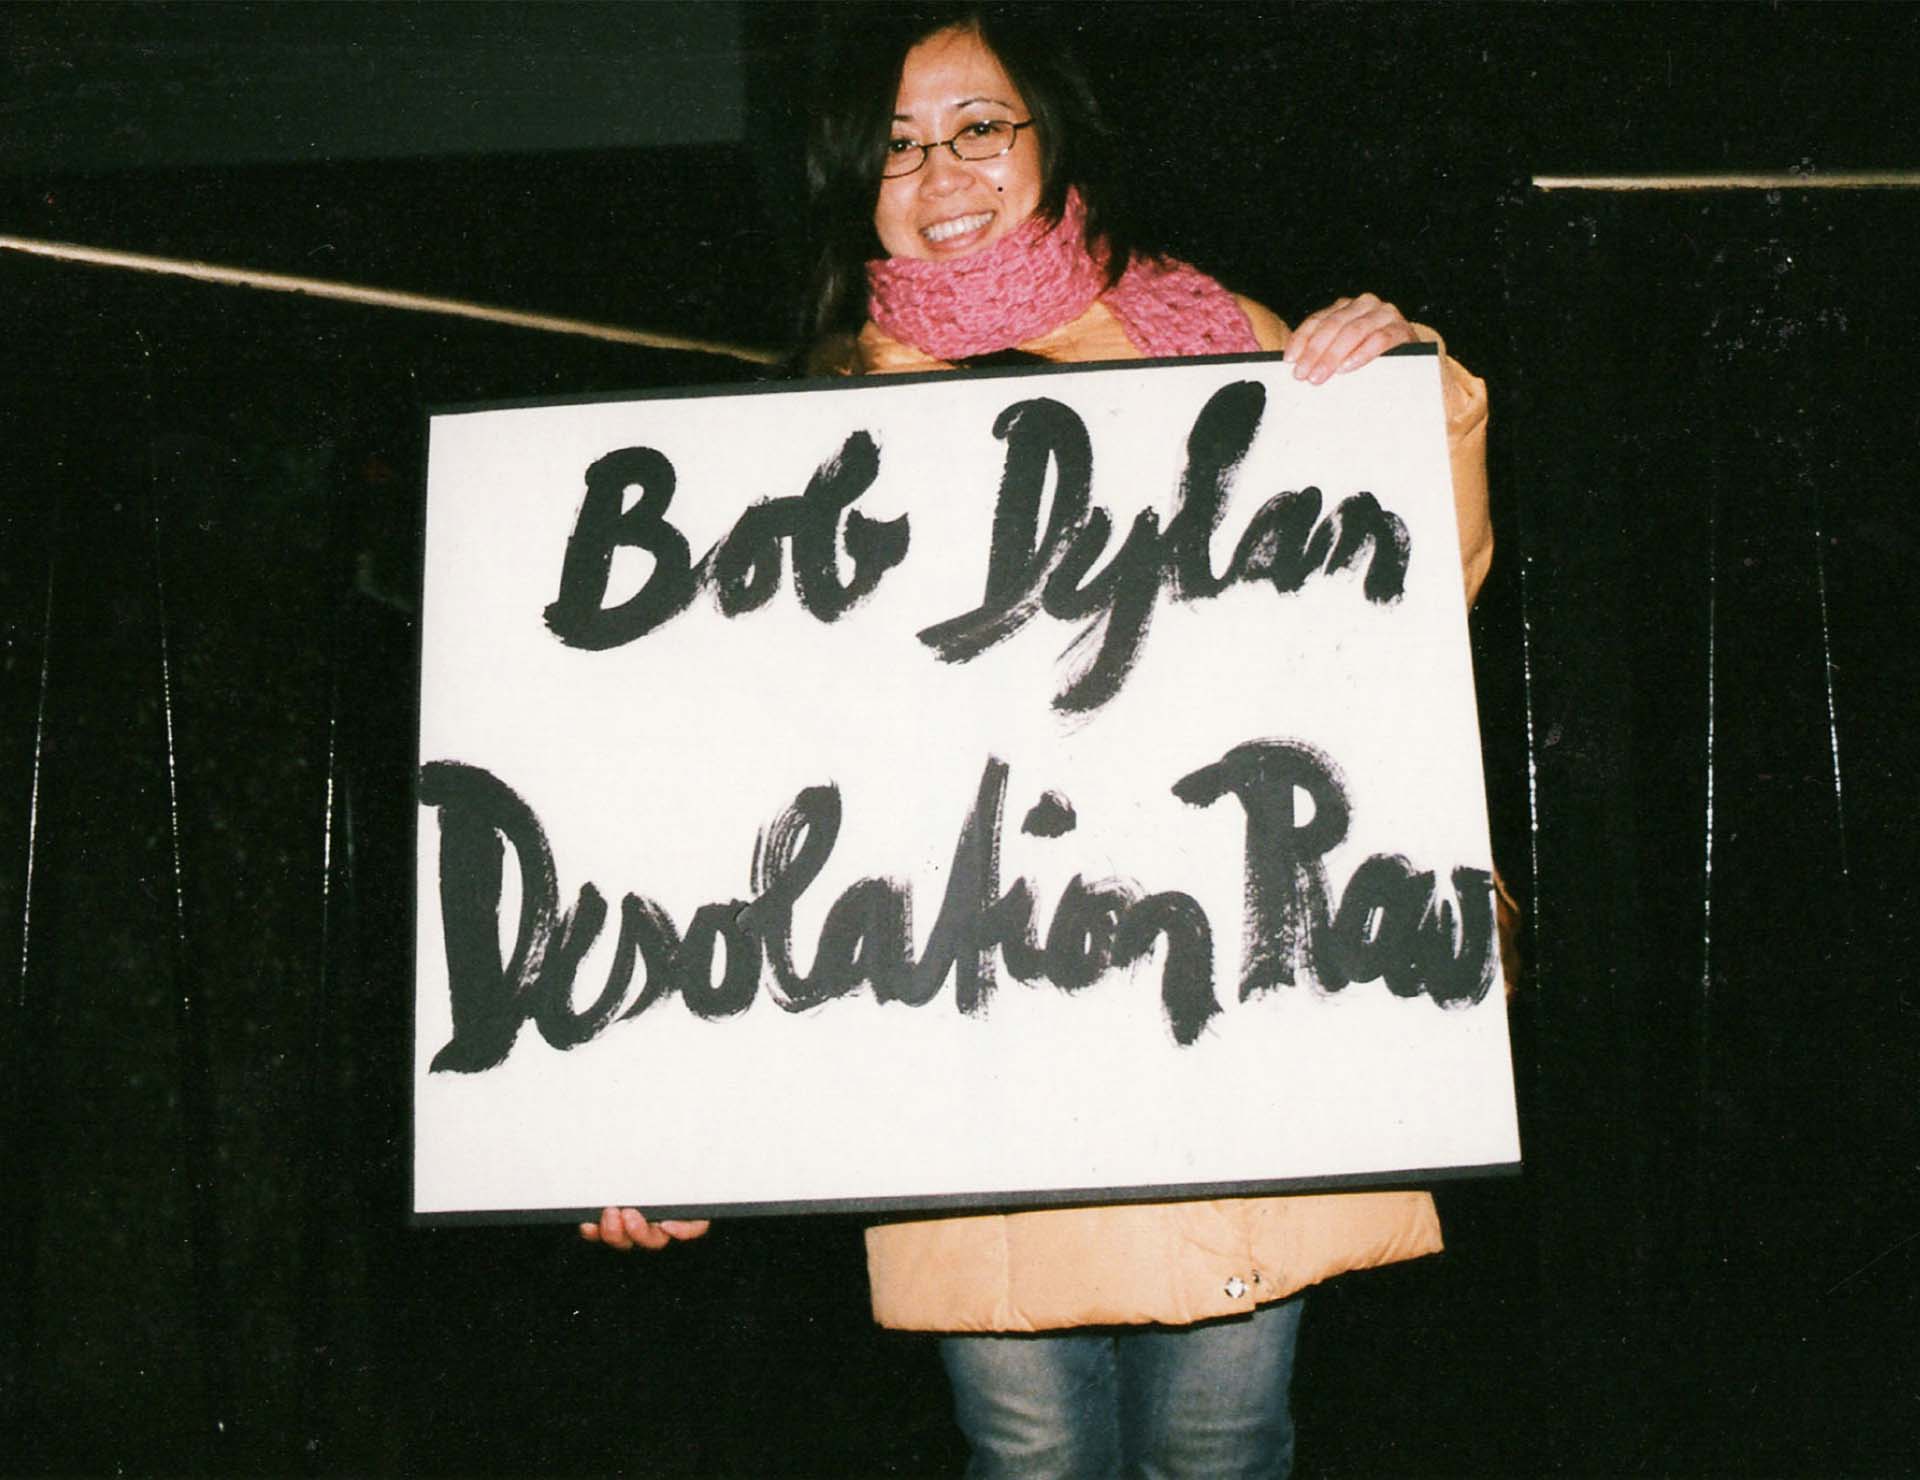 Bob Dylan
Desolation Row